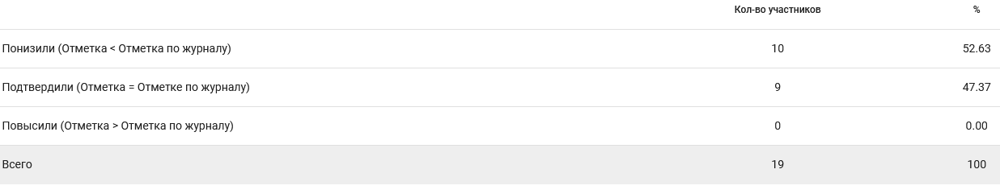 Кол-во участников %
Понизили (Отметка < Отметка по журналу) 10 52.63
Подтвердили (Отметка = Отметке по журналу) 9 47.37
Повысили (Отметка > Отметка по журналу) 0 0.00
Всего 19 100